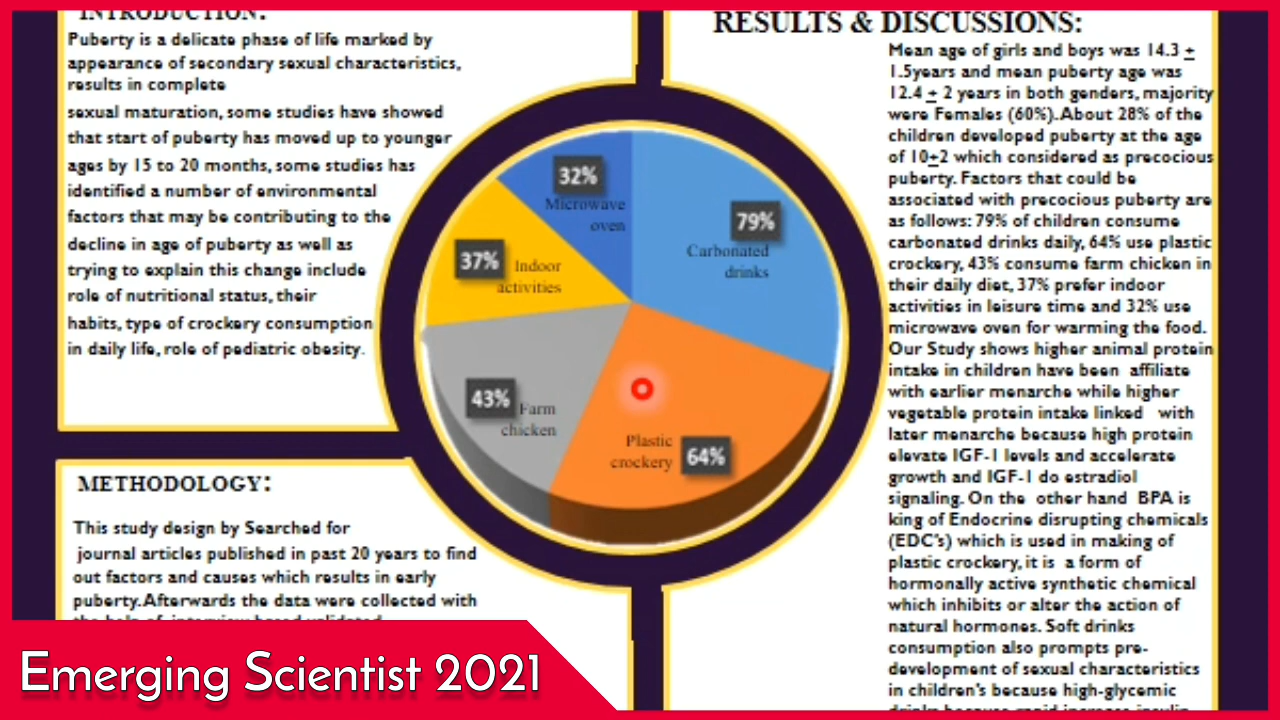 INTRODUCTION:
Puberty is a delicate phase of life marked by
appearance of secondary sexual characteristics,
results in complete
sexual maturation, some studies have showed
that start of puberty has moved up to younger
ages by 15 to 20 months, some studies has
identified a number of environmental
factors that may be contributing to the
decline in age of puberty as well as
trying to explain this change include
role of nutritional status, their
habits, type of crockery consumption
in daily life, role of pediatric obesity.
METHODOLOGY:
This study design by Searched for
journal articles published in past 20 years to find
out factors and causes which results in early
puberty.Afterwards the data were collected with
the help of interview based validated
32%
Microwave
oven
79%
Carbonated
drinks
37%
Indoor
activities
43%
Farm
chicken
Plastic
crockery
64%
RESULTS & DISCUSSIONS:
Mean age of girls and boys was 14.3 ±
1.5years and mean puberty age was
12.4 ± 2 years in both genders, majority
were Females (60%).About 28% of the
children developed puberty at the age
of 10±2 which considered as precocious
puberty. Factors that could be
associated with precocious puberty are
as follows: 79% of children consume
carbonated drinks daily, 64% use plastic
crockery, 43% consume farm chicken in
their daily diet, 37% prefer indoor
activities in leisure time and 32% use
microwave oven for warming the food.
Our Study shows higher animal protein
intake in children have been affiliate
with earlier menarche while higher
vegetable protein intake linked with
later menarche because high protein
elevate IGF-1 levels and accelerate
growth and IGF-1 do estradiol
signaling. On the other hand BPA is
king of Endocrine disrupting chemicals
(EDC's) which is used in making of
plastic crockery, it is a form of
hormonally active synthetic chemical
which inhibits or alter the action of
natural hormones. Soft drinks
consumption also prompts pre-
development of sexual characteristics
in children's because high-glycemic
drinks because rapid increase insulin
Emerging Scientist 2021